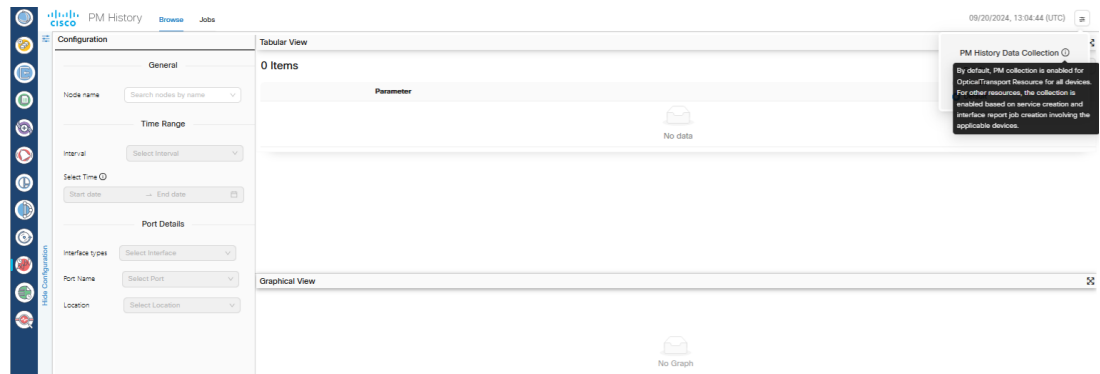 cisco PM History Browse Jobs 09/20/2024, 13:04:44 (UTC)
Hide Configuration
Configuration
General
Node name Search nodes by name
Time Range
Interval Select Interval
Select Time
Start date → End date
Port Details
Interface types Select Interface
Port Name Select Port
Location Select Location
Tabular View
0 Items
Parameter
No data
PM History Data Collection
By default, PM collection is enabled for
OpticalTransport Resource for all devices.
For other resources, the collection is
enabled based on service creation and
interface report job creation involving the
applicable devices.
Graphical View
No Graph